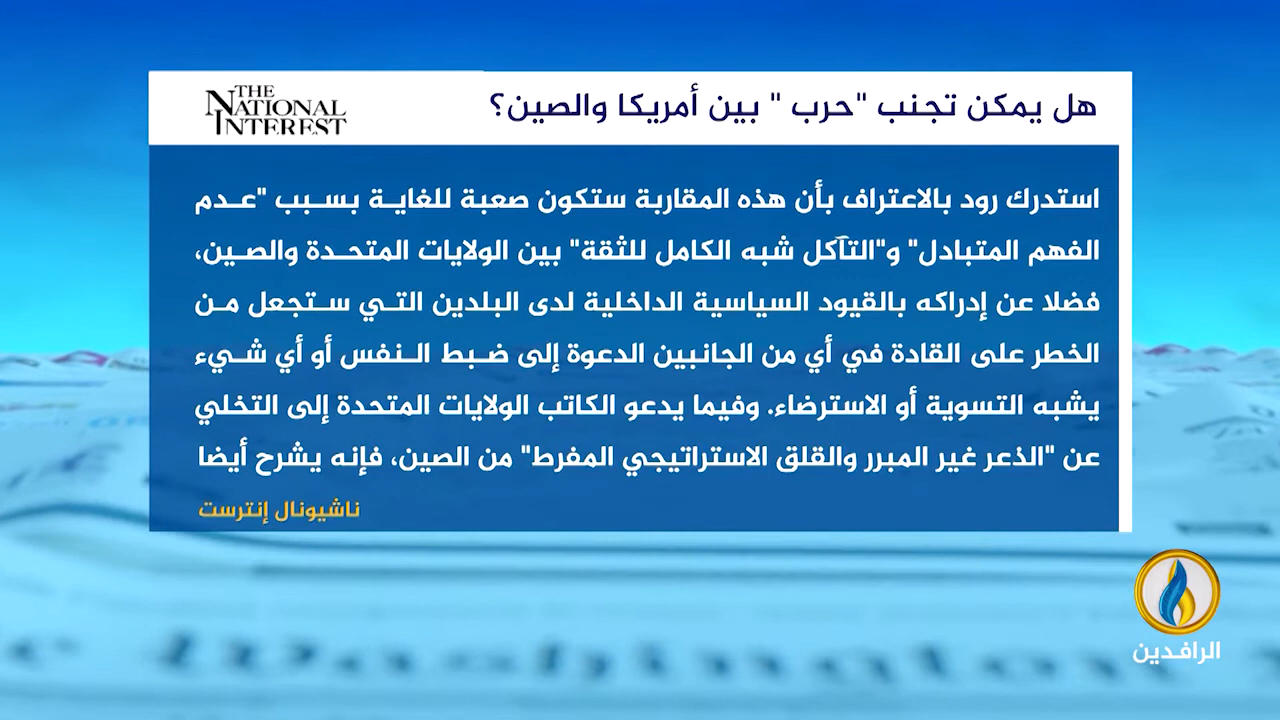 هل يمكن تجنب "حرب " بين أمريكا والصين؟
THE
NATIONAL
INTEREST
استدرك رود بالاعتراف بأن هذه المقاربة ستكون صعبة للغاية بسبب "عدم
الفهم المتبادل" و"التآكل شبه الكامل للثقة" بين الولايات المتحدة والصين،
فضلا عن إدراكه بالقيود السياسية الداخلية لدى البلدين التي ستجعل من
الخطر على القادة في أي من الجانبين الدعوة إلى ضبط النفس أو أي شيء
يشبه التسوية أو الاسترضاء. وفيما يدعو الكاتب الولايات المتحدة إلى التخلي
عن "الذعر غير المبرر والقلق الاستراتيجي المفرط" من الصين، فإنه يشرح أيضا
ناشيونال إنترست
الرافدين
Washington